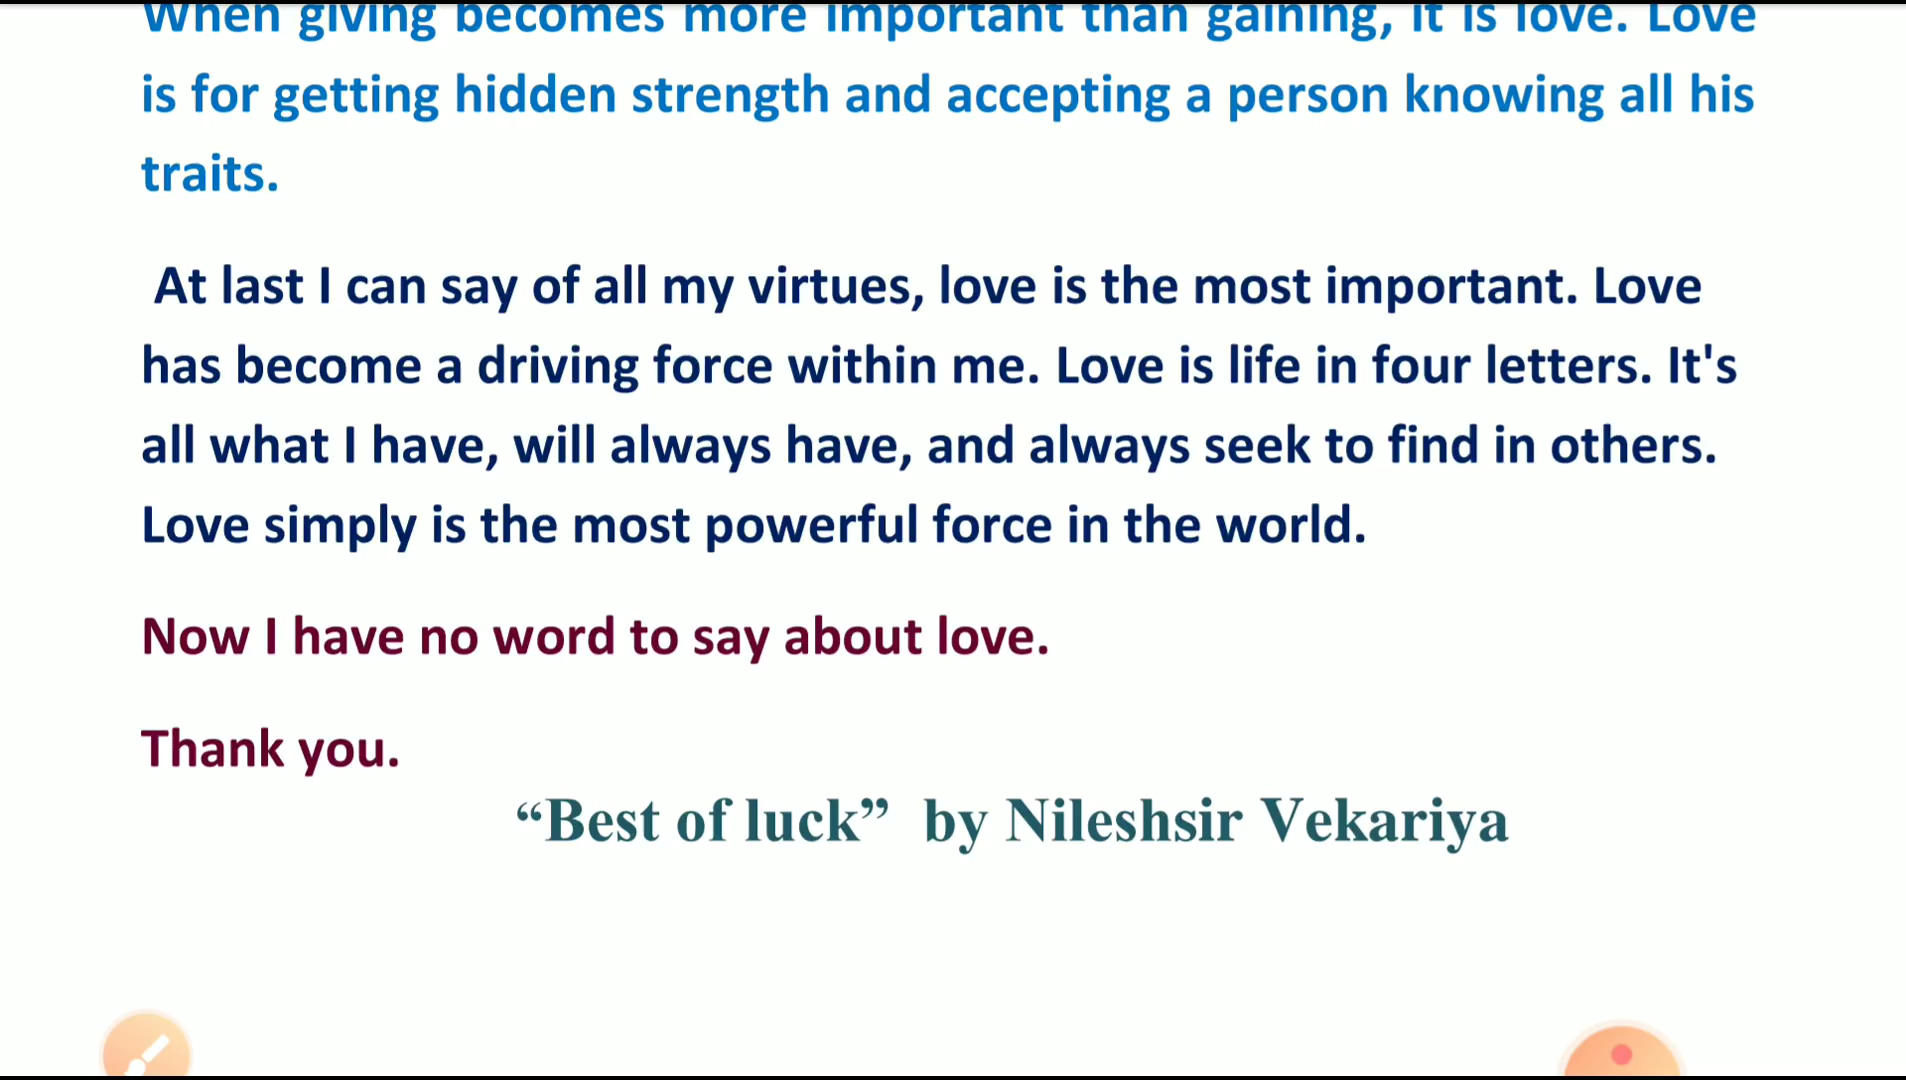 When giving becomes more important than gaining, it is love. Love
is for getting hidden strength and accepting a person knowing all his
traits.
At last I can say of all my virtues, love is the most important. Love
has become a driving force within me. Love is life in four letters. It's
all what I have, will always have, and always seek to find in others.
Love simply is the most powerful force in the world.
Now I have no word to say about love.
Thank you.
“Best of luck” by Nileshsir Vekariya